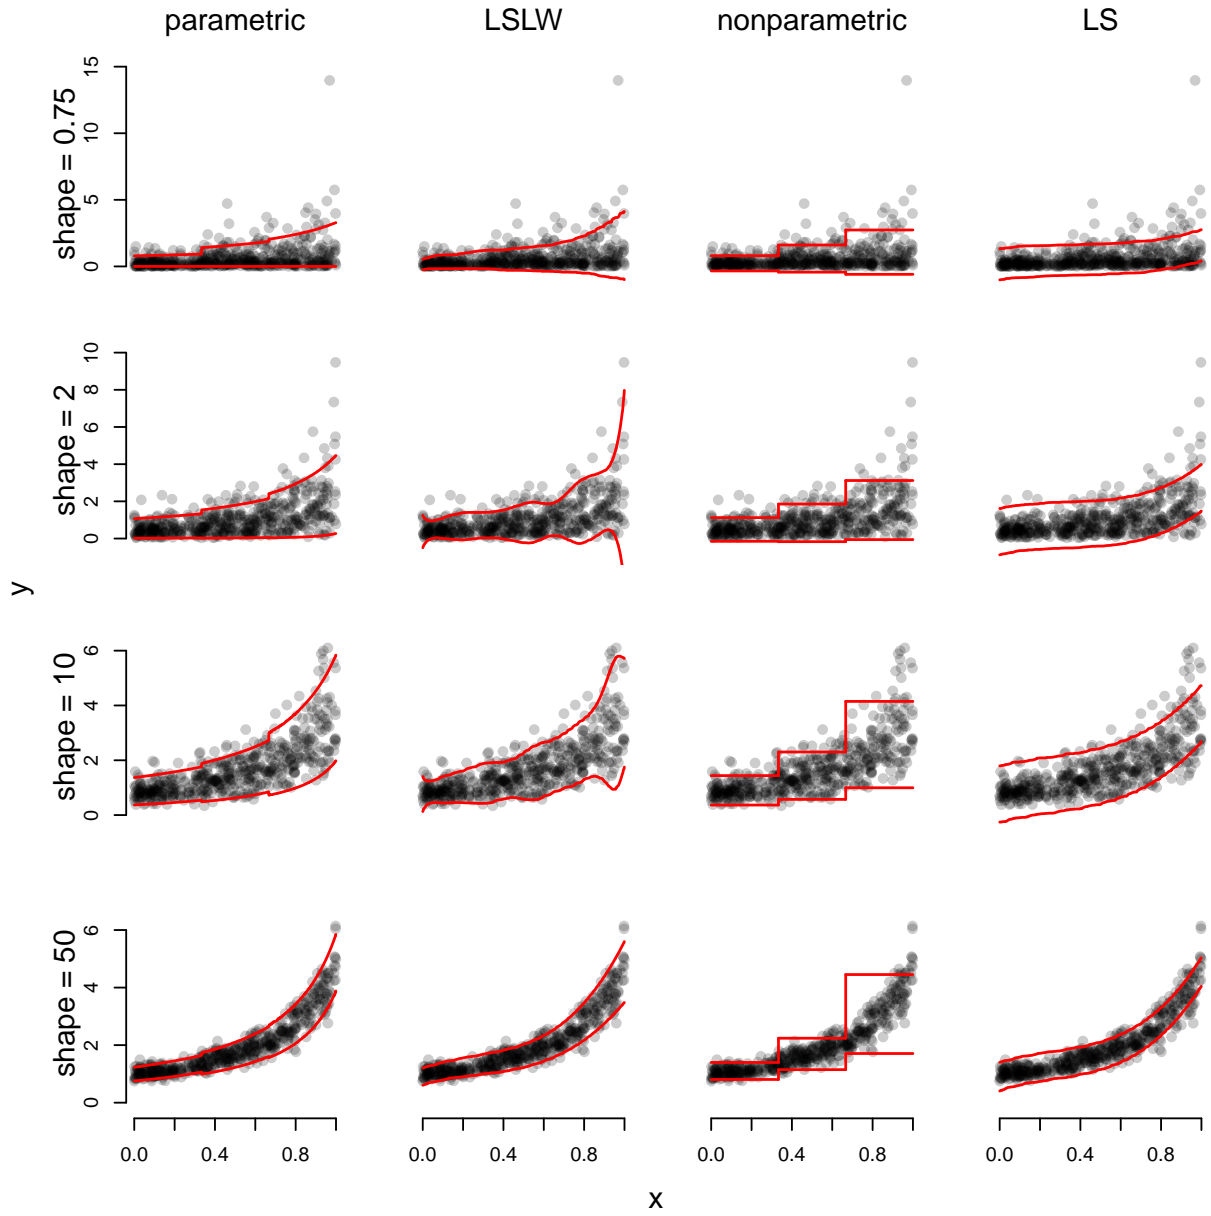 parametric LSLW nonparametric LS
shape = 0.75
0 5 10 15
shape = 2
0 2 4 6 8 10
y
shape = 10
0 2 4 6
shape = 50
0 2 4 6
0.0 0.4 0.8 0.0 0.4 0.8 0.0 0.4 0.8 0.0 0.4 0.8
x